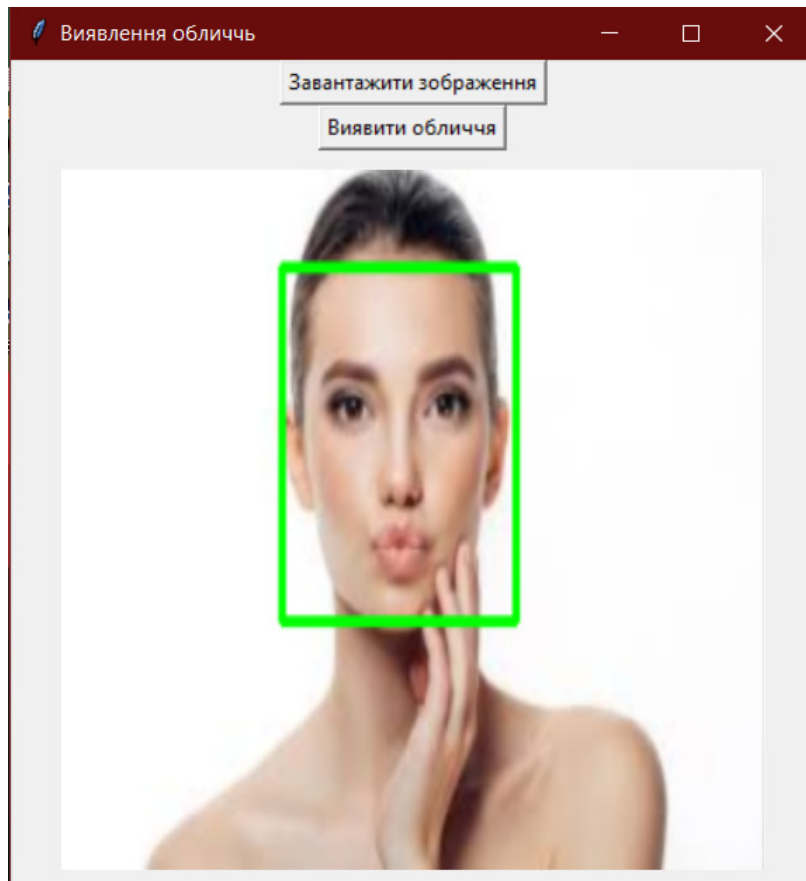 Виявлення обличчь
Завантажити зображення
Виявити обличчя